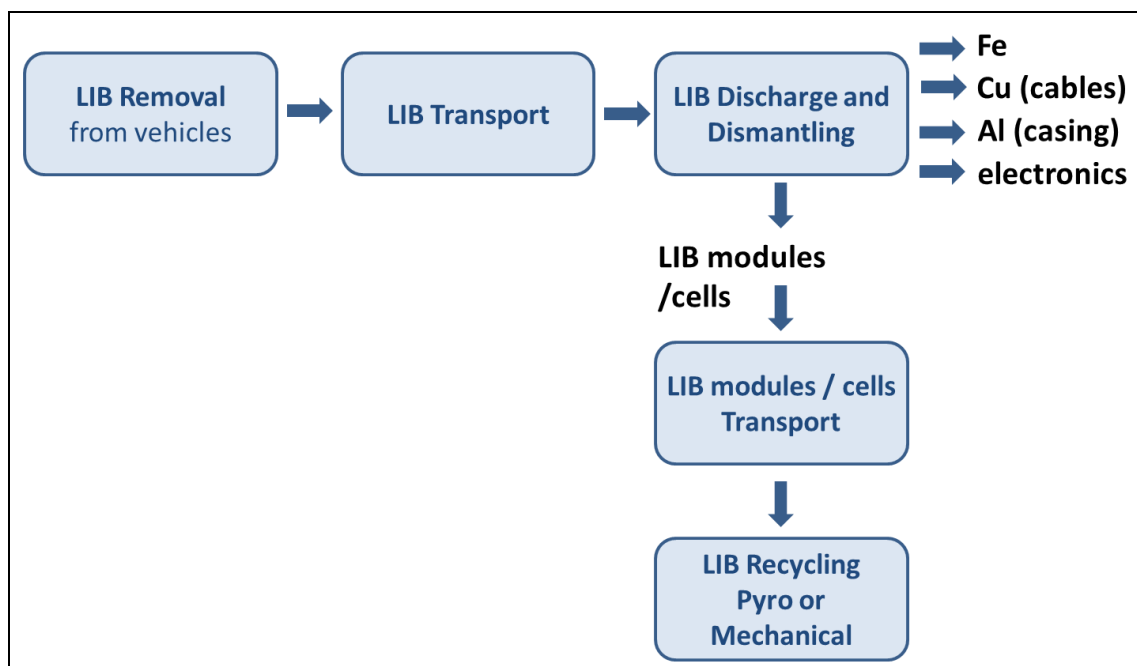 LIB Removal
from vehicles
LIB Transport
LIB Discharge and
Dismantling
Fe
Cu (cables)
Al (casing)
electronics
LIB modules
/cells
LIB modules / cells
Transport
LIB Recycling
Pyro or
Mechanical